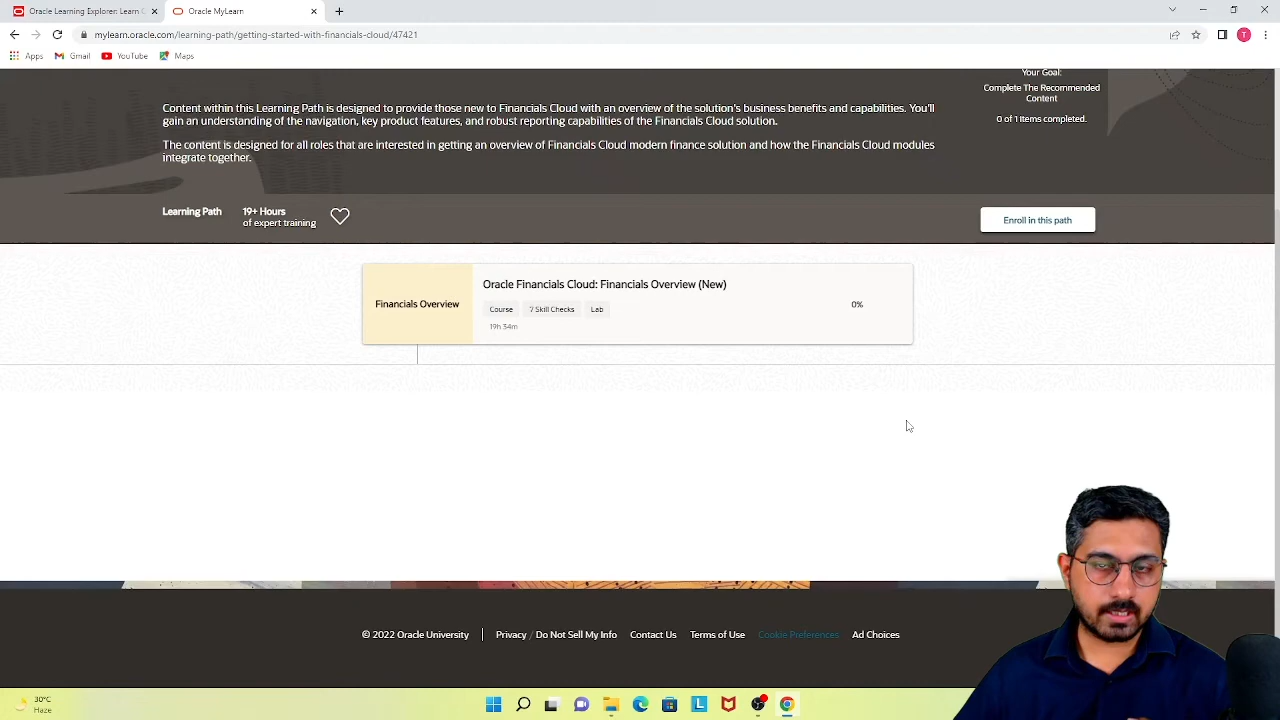 Oracle Learning Explorer: Learn C
Oracle MyLearn
mylearn.oracle.com/learning-path/getting-started-with-financials-cloud/47421
T
Apps
Gmail
YouTube
Maps
Your Goal:
Complete The Recommended
Content
0 of 1 items completed.
Content within this Learning Path is designed to provide those new to Financials Cloud with an overview of the solution's business benefits and capabilities. You'll
gain an understanding of the navigation, key product features, and robust reporting capabilities of the Financials Cloud solution.
The content is designed for all roles that are interested in getting an overview of Financials Cloud modern finance solution and how the Financials Cloud modules
integrate together.
Learning Path
19+ Hours
of expert training
Enroll in this path
Financials Overview
Oracle Financials Cloud: Financials Overview (New)
Course
7 Skill Checks
Lab
19h 34m
0%
© 2022 Oracle University
Privacy / Do Not Sell My Info
Contact Us
Terms of Use
Cookie Preferences
Ad Choices
30°C
Haze
L